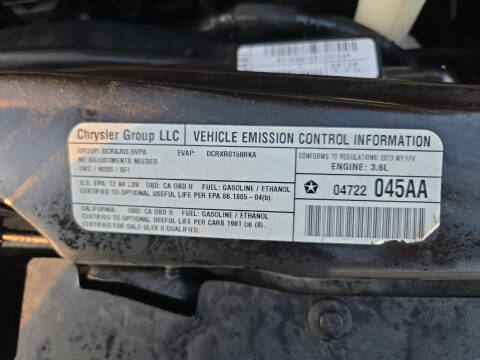 Chrysler Group LLC VEHICLE EMISSION CONTROL INFORMATION
GROUP: DCRXJ03.6VPA EVAP: DCRXR0150RKA
NO ADJUSTMENTS NEEDED
TWC / HO2S / SFI
CONFORMS TO REGULATIONS: 2013 MY FFV
ENGINE: 3.6L
U.S. EPA: T2 B4 LDV OBD: CA OBD II FUEL: GASOLINE / ETHANOL
CERTIFIED TO OPTIONAL USEFUL LIFE PER EPA 86.1805 – 04(b).
04722 045AA
CALIFORNIA:
OBD: CA OBD II FUEL: GASOLINE / ETHANOL
CERTIFIED TO OPTIONAL USEFUL LIFE PER CARB 1961 (a) (8).
CERTIFIED FOR SALE ULEV II QUALIFIED